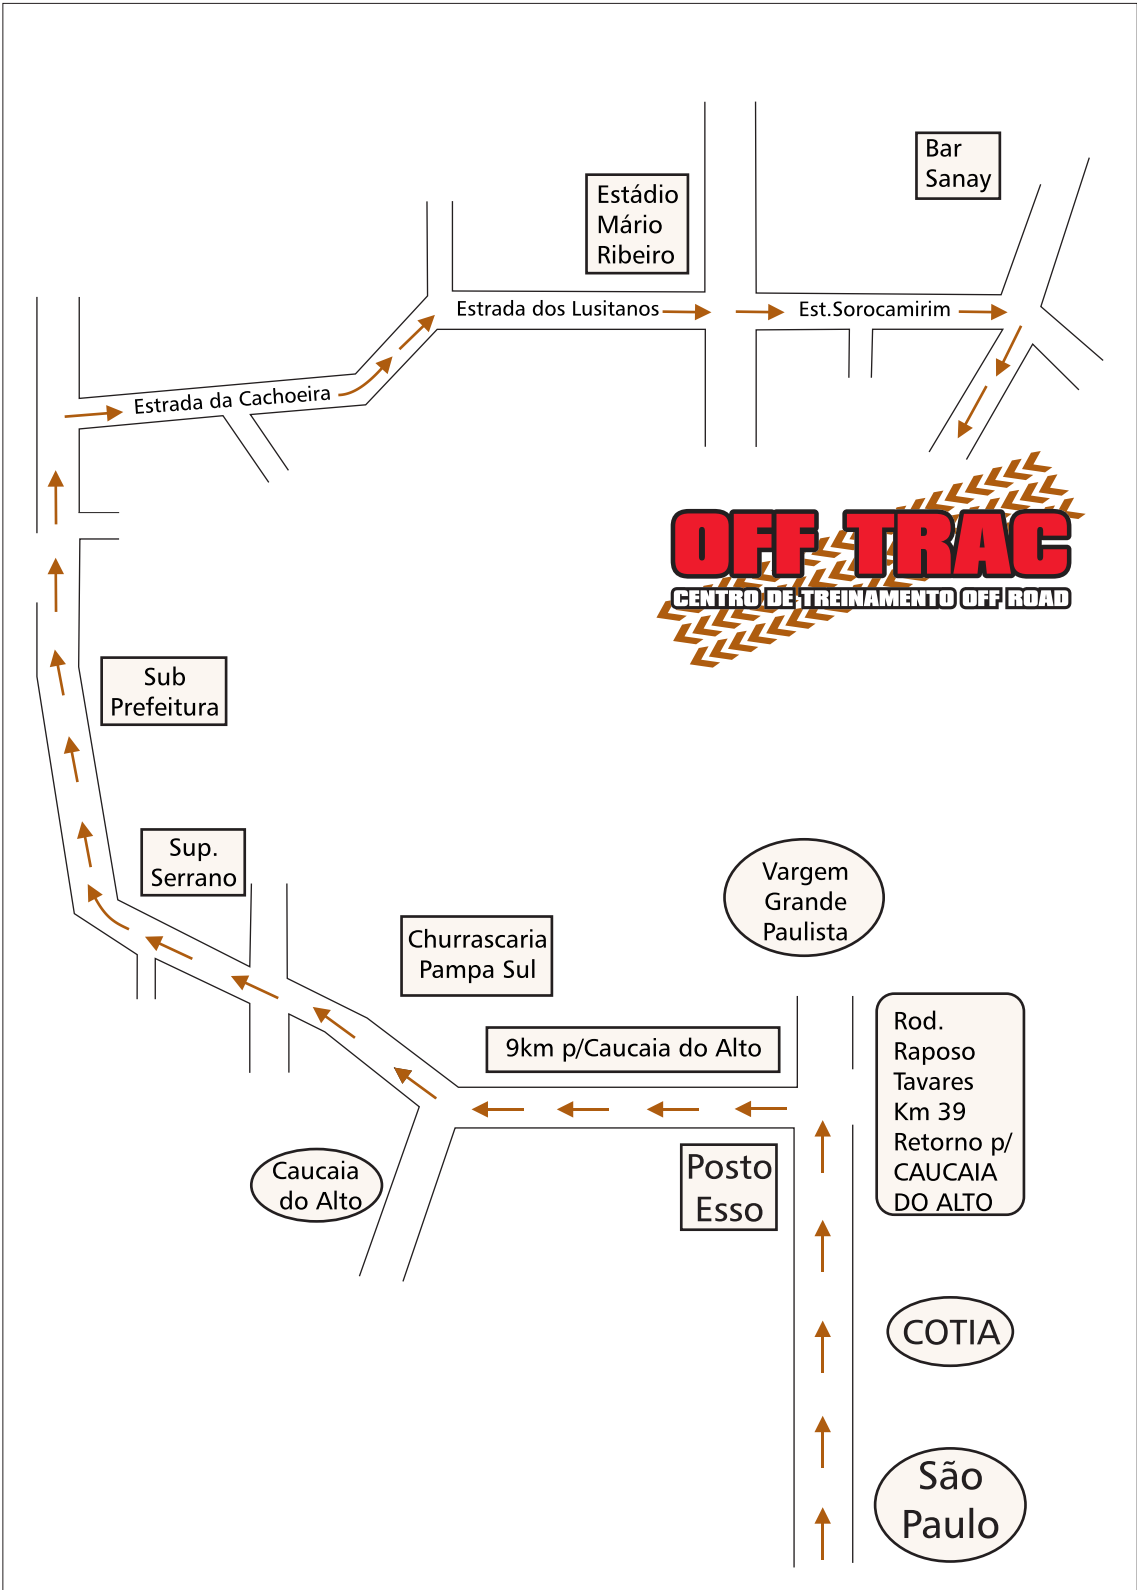 Bar
Sanay
Estádio
Mário
Ribeiro
Estrada dos Lusitanos
Est.Sorocamirim
Estrada da Cachoeira
OFF TRAC
CENTRO DE TREINAMENTO OFF ROAD
Sub
Prefeitura
Sup.
Serrano
Vargem
Grande
Paulista
Churrascaria
Pampa Sul
9km p/Caucaia do Alto
Rod.
Raposo
Tavares
Km 39
Retorno p/
CAUCAIA
DO ALTO
Posto
Esso
Caucaia
do Alto
COTIA
São
Paulo